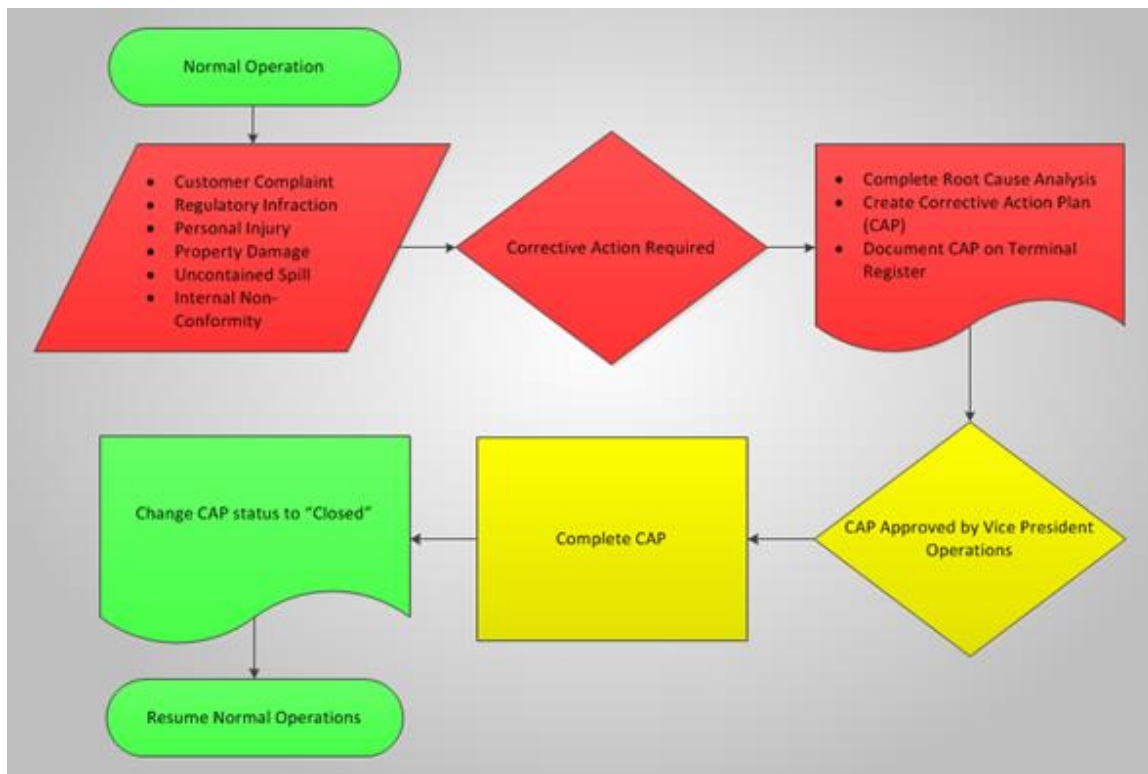 Normal Operation
• Customer Complaint
• Regulatory Infraction
• Personal Injury
• Property Damage
• Uncontained Spill
• Internal Non-
Conformity
Corrective Action Required
• Complete Root Cause Analysis
• Create Corrective Action Plan
(CAP)
• Document CAP on Terminal
Register
CAP Approved by Vice President
Operations
Complete CAP
Change CAP status to “Closed”
Resume Normal Operations